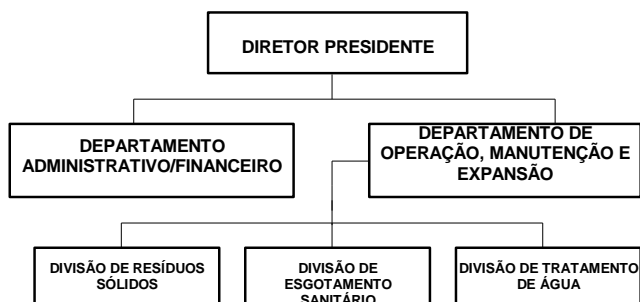 DIRETOR PRESIDENTE
DEPARTAMENTO
ADMINISTRATIVO/FINANCEIRO
DEPARTAMENTO DE
OPERAÇÃO, MANUTENÇÃO E
EXPANSÃO
DIVISÃO DE RESÍDUOS
SÓLIDOS
DIVISÃO DE
ESGOTAMENTO
SANITÁRIO
DIVISÃO DE TRATAMENTO
DE ÁGUA